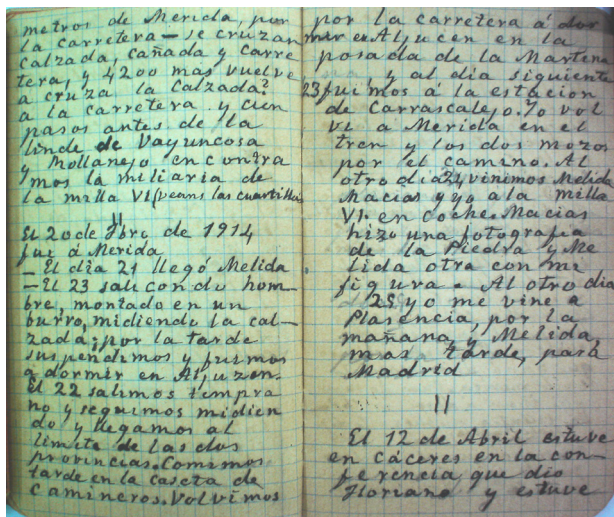 metros de Merida, por
la carretera - se cruzan
calzada, cañada y carre
tera, y 4200 mas vuelve
a cruza la calzada?
a la carretera y cien
pasos antes de la
linde de Vayuncosa
y Mollanejo encontra
mos la miliaria de
la milla VI (veans las cuartillas
"
El 20 de Fbro de 1914
fui á Merida
- El dia 21 llegó Melida
- El 23 sali con dos hom-
bre, montado en un
burro, midiendo la cal-
zada; por la tarde
suspendimos y fuimos
a dormir en Aljuzen.
El 22 salimos tempra
no y seguimos midien
do y llegamos al
limite de las dos
provincias. Comimos
tarde en la caseta de
camineros. Volvimos
por la carretera á dor
mir en Aljucen en la
posada de la Martena
y al dia siguiente
23 fuimos á la estacion
de Carrascalejo. Yo vol
vi a Merida en el
tren y los dos mozos
por el camino. Al
otro dia 24 vinimos Melida
Macias y yo a la milla
VI. en coche. Macias
hizo una fotografia
de la Piedra y Me
lida otra con mi
figura. Al otro dia
25 yo me vine a
Plasencia, por la
mañana y Melida,
mas tarde, para
Madrid
"
El 12 de Abril estuve
en cáceres en la con-
ferencia que dio
Floriano y estuve